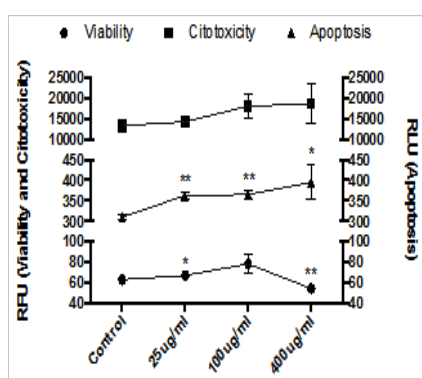 Viability Citotoxicity Apoptosis
RFU (Viability and Citotoxicity)
25000 25000
20000 20000
15000 15000
10000 10000
450 450
400 400
350 350
300 300
100 100
80 80
60 60
40 40
** ** *
* **
RLU (Apoptosis)
Control 25ug/ml 100ug/ml 400ug/ml